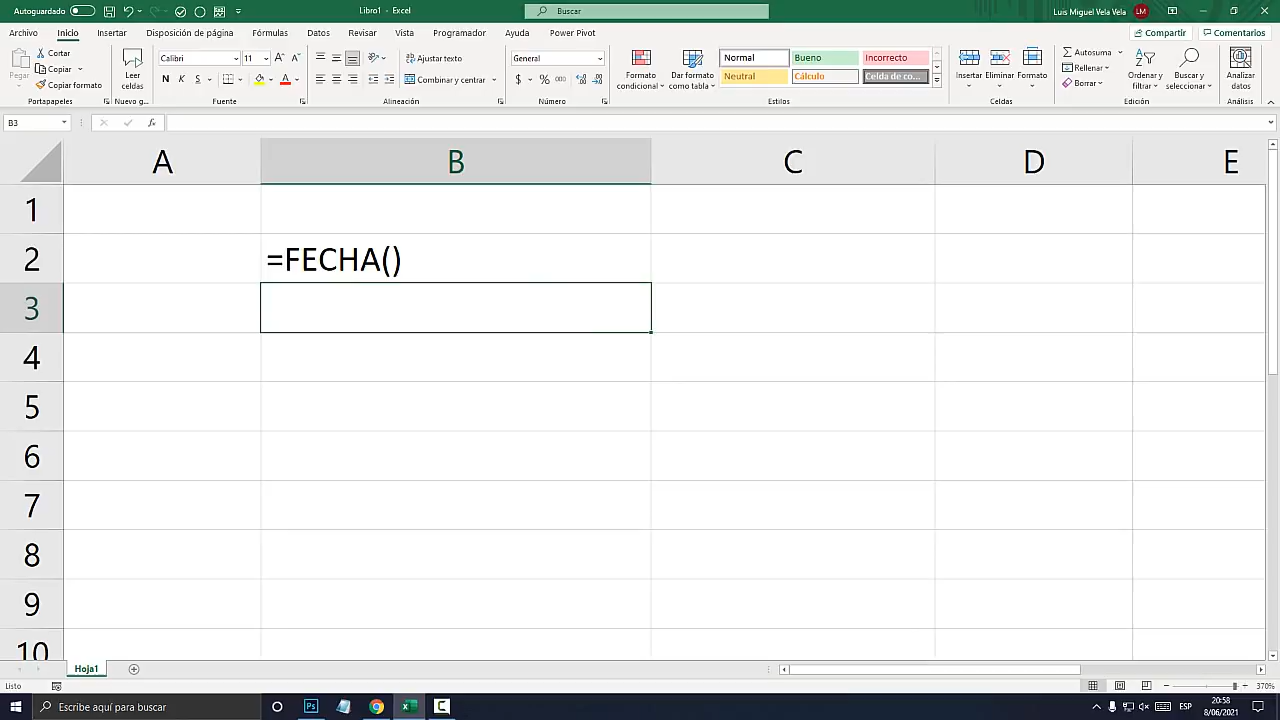 Autoguardado
Libro1 - Excel
Buscar
Luis Miguel Vela Vela
LM
Archivo Inicio Insertar Disposición de página Fórmulas Datos Revisar Vista Programador Ayuda Power Pivot
Compartir Comentarios
Pegar
Cortar
Copiar
Copiar formato
Portapapeles
Leer celdas
Nuevo g...
Calibri 11
N K S
Fuente
Ajustar texto
Combinar y centrar
Alineación
General
$ % 000
Número
Formato condicional
Dar formato como tabla
Normal Bueno Incorrecto
Neutral Cálculo Celda de co...
Estilos
Insertar Eliminar Formato
Celdas
Autosuma
Rellenar
Borrar
Ordenar y filtrar
Buscar y seleccionar
Edición
Analizar datos
Análisis
B3
fx
A B C D E
1
2 =FECHA()
3
4
5
6
7
8
9
10
Hoja1
Listo
370%
Escribe aquí para buscar
Ps
ESP
20:58
8/06/2021